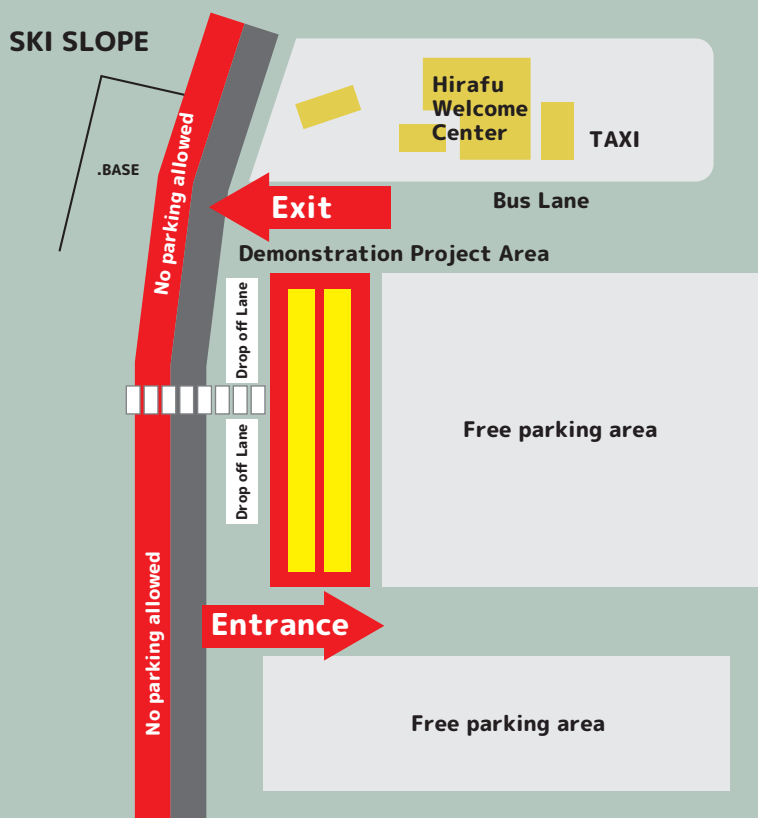 SKI SLOPE
No parking allowed
.BASE
Hirafu
Welcome
Center
TAXI
Bus Lane
Exit
Demonstration Project Area
Drop off Lane
Drop off Lane
Free parking area
No parking allowed
Entrance
Free parking area